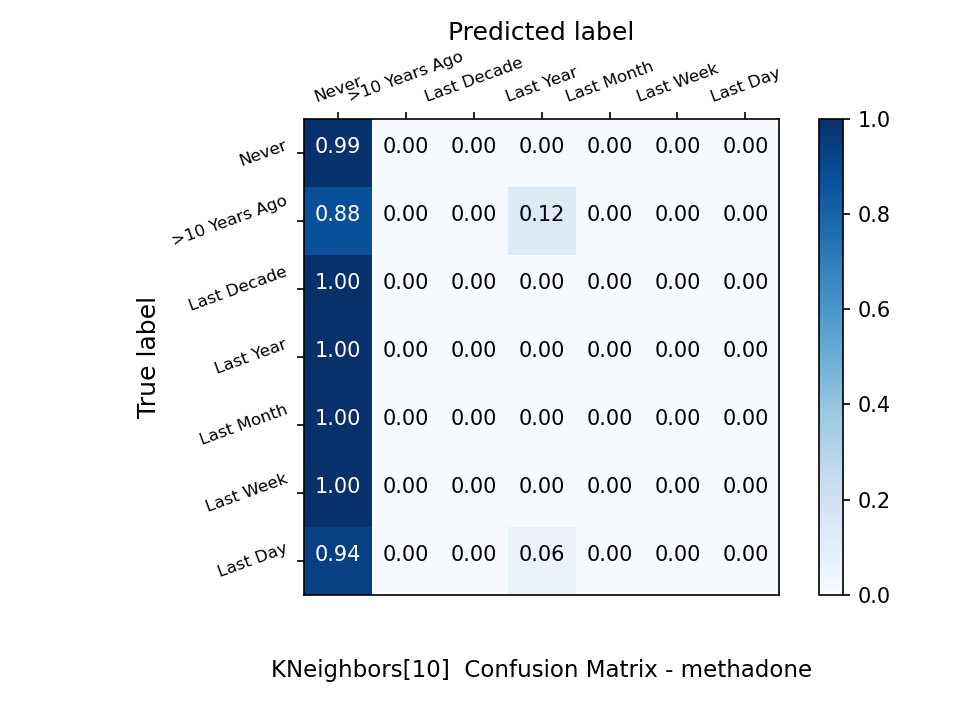 Predicted label
Never >10 Years Ago Last Decade Last Year Last Month Last Week Last Day
True label
Never 0.99 0.00 0.00 0.00 0.00 0.00 0.00
>10 Years Ago 0.88 0.00 0.00 0.12 0.00 0.00 0.00
Last Decade 1.00 0.00 0.00 0.00 0.00 0.00 0.00
Last Year 1.00 0.00 0.00 0.00 0.00 0.00 0.00
Last Month 1.00 0.00 0.00 0.00 0.00 0.00 0.00
Last Week 1.00 0.00 0.00 0.00 0.00 0.00 0.00
Last Day 0.94 0.00 0.00 0.06 0.00 0.00 0.00
1.0
0.8
0.6
0.4
0.2
0.0
KNeighbors[10] Confusion Matrix - methadone